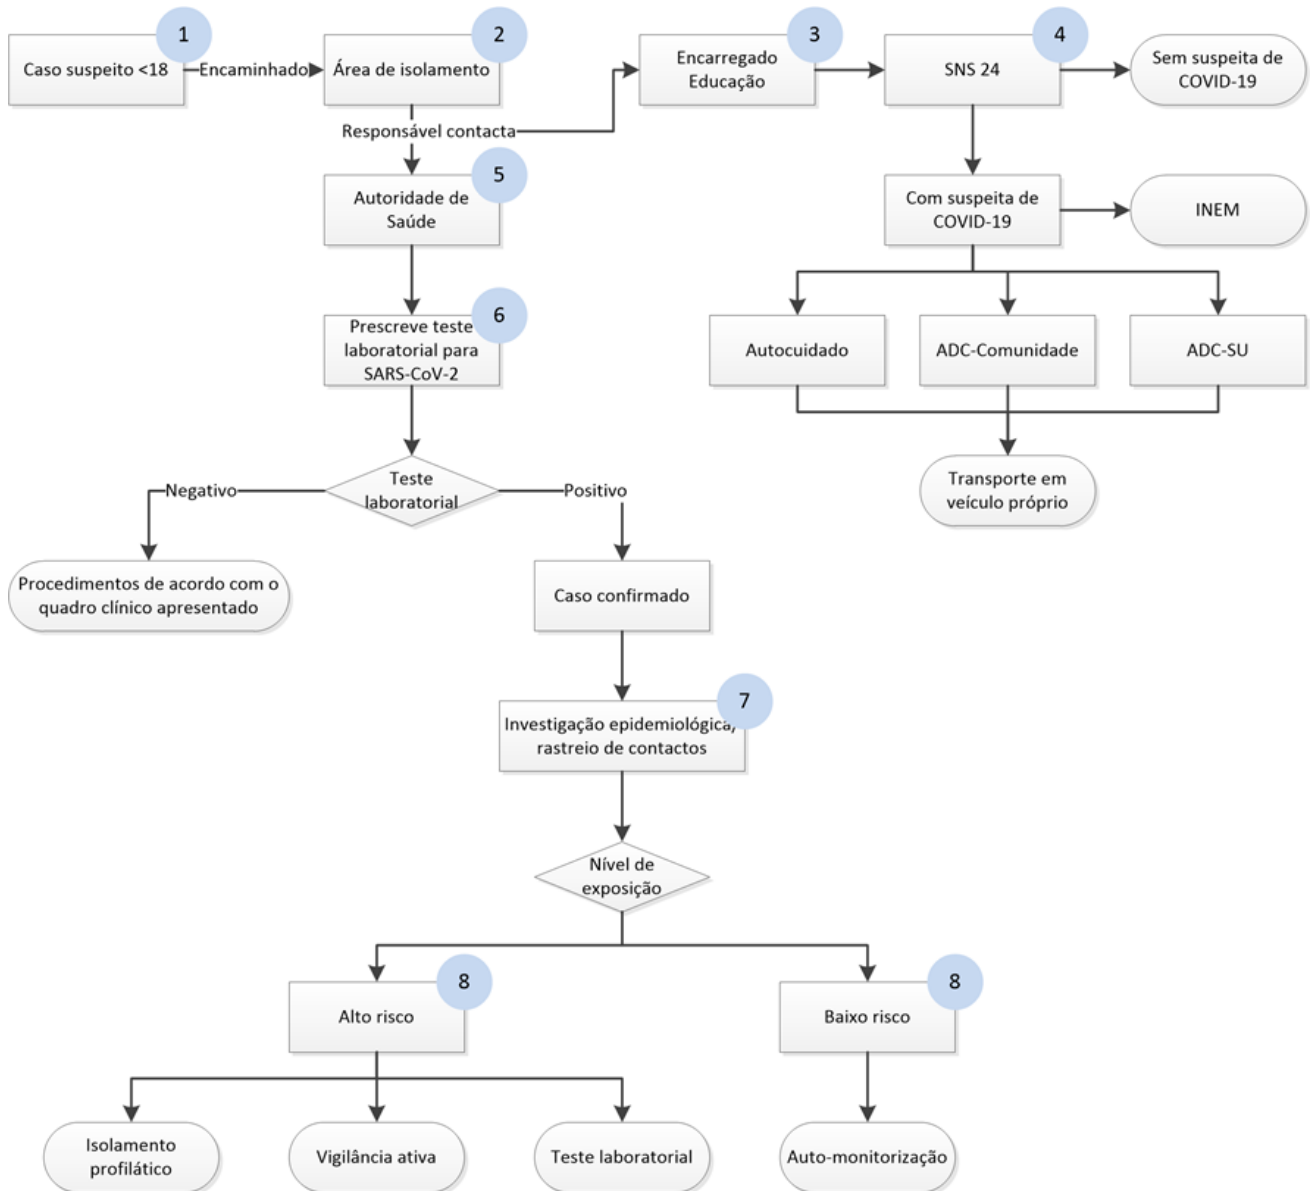 1
Caso suspeito <18
Encaminhado
2
Área de isolamento
3
Encarregado
Educação
4
SNS 24
Sem suspeita de
COVID-19
Responsável contacta
5
Autoridade de
Saúde
Com suspeita de
COVID-19
INEM
6
Prescreve teste
laboratorial para
SARS-CoV-2
Autocuidado
ADC-Comunidade
ADC-SU
Teste
laboratorial
Negativo
Positivo
Transporte em
veículo próprio
Procedimentos de acordo com o
quadro clínico apresentado
Caso confirmado
7
Investigação epidemiológica/
rastreio de contactos
Nível de
exposição
8
Alto risco
8
Baixo risco
Isolamento
profilático
Vigilância ativa
Teste laboratorial
Auto-monitorização